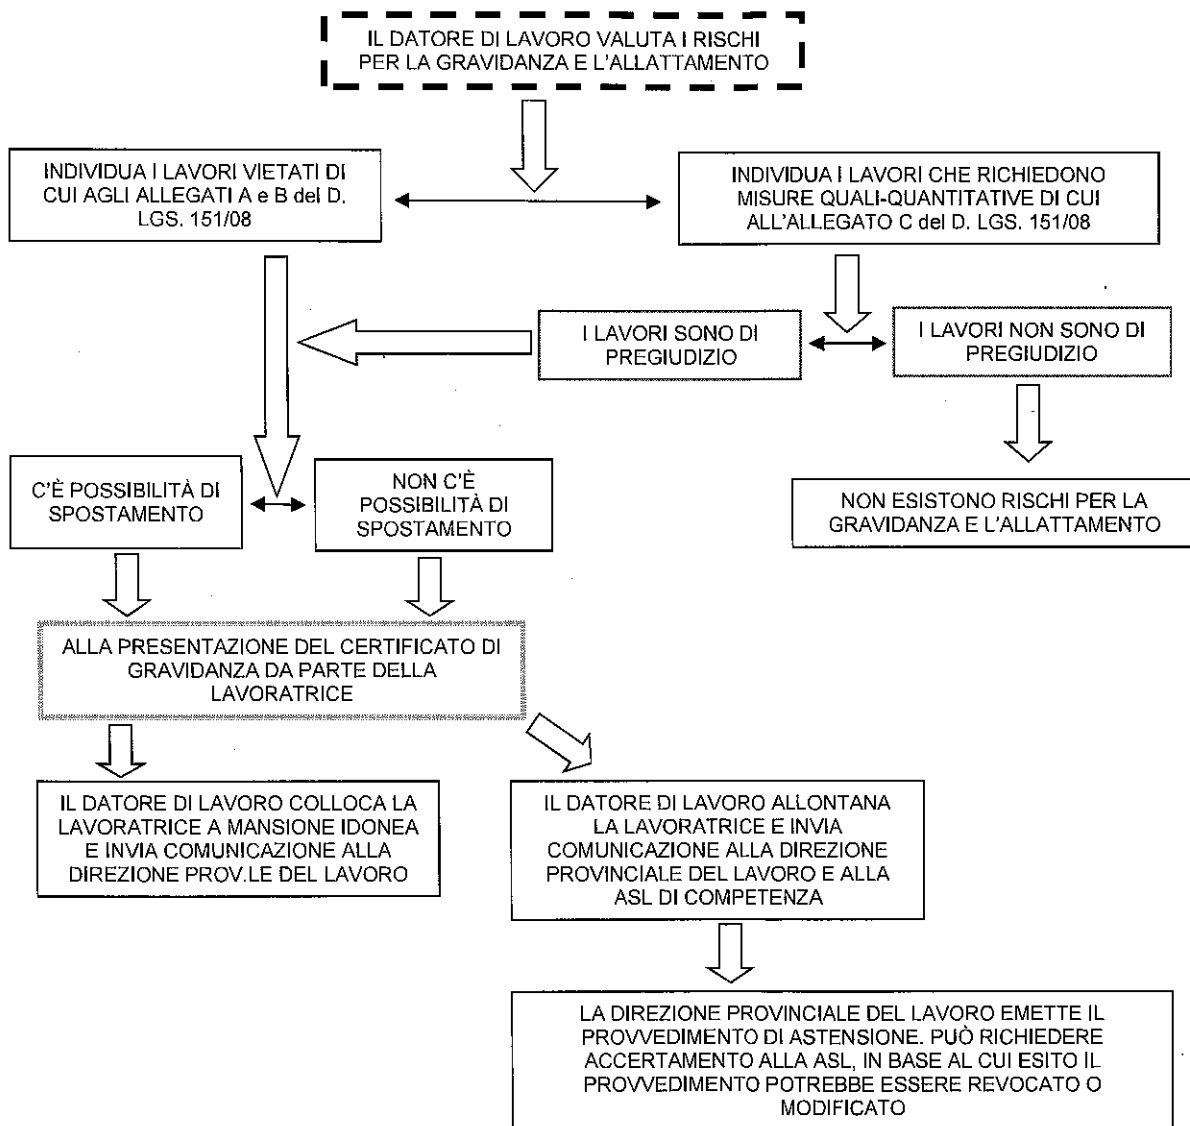 IL DATORE DI LAVORO VALUTA I RISCHI
PER LA GRAVIDANZA E L'ALLATTAMENTO
INDIVIDUA I LAVORI VIETATI DI
CUI AGLI ALLEGATI A e B del D.
LGS. 151/08
INDIVIDUA I LAVORI CHE RICHIEDONO
MISURE QUALI-QUANTITATIVE DI CUI
ALL'ALLEGATO C del D. LGS. 151/08
I LAVORI SONO DI
PREGIUDIZIO
I LAVORI NON SONO DI
PREGIUDIZIO
C'È POSSIBILITÀ DI
SPOSTAMENTO
NON C'È
POSSIBILITÀ DI
SPOSTAMENTO
NON ESISTONO RISCHI PER LA
GRAVIDANZA E L'ALLATTAMENTO
ALLA PRESENTAZIONE DEL CERTIFICATO DI
GRAVIDANZA DA PARTE DELLA
LAVORATRICE
IL DATORE DI LAVORO COLLOCA LA
LAVORATRICE A MANSIONE IDONEA
E INVIA COMUNICAZIONE ALLA
DIREZIONE PROV.LE DEL LAVORO
IL DATORE DI LAVORO ALLONTANA
LA LAVORATRICE E INVIA
COMUNICAZIONE ALLA DIREZIONE
PROVINCIALE DEL LAVORO E ALLA
ASL DI COMPETENZA
LA DIREZIONE PROVINCIALE DEL LAVORO EMETTE IL
PROVVEDIMENTO DI ASTENSIONE. PUÒ RICHIEDERE
ACCERTAMENTO ALLA ASL, IN BASE AL CUI ESITO IL
PROVVEDIMENTO POTREBBE ESSERE REVOCATO O
MODIFICATO